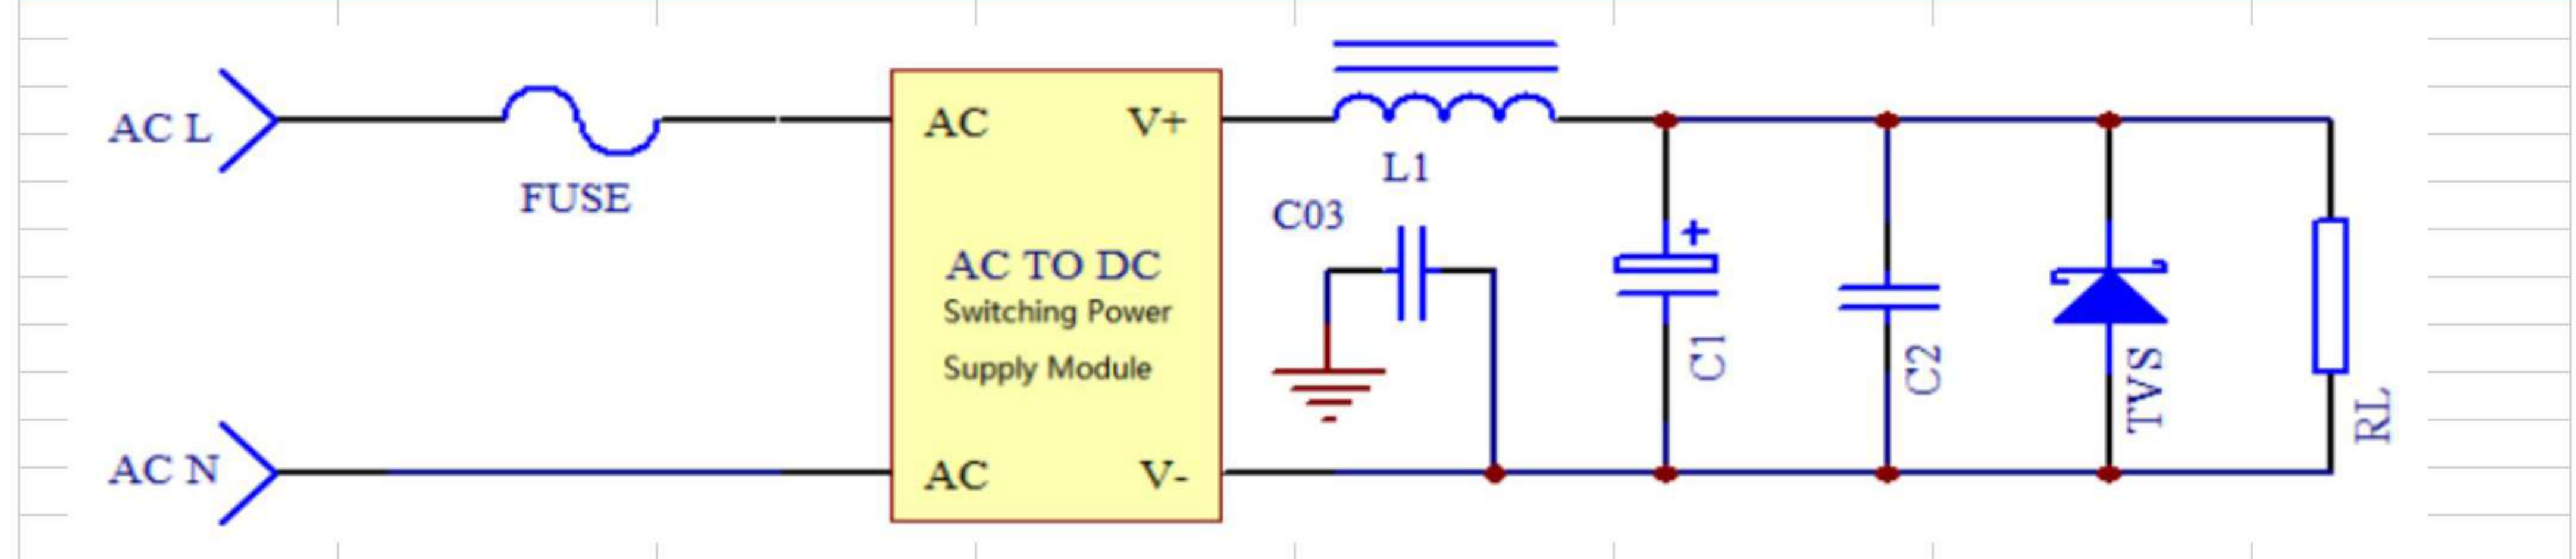 AC L
FUSE
AC
V+
AC TO DC
Switching Power
Supply Module
AC N
AC
V-
L1
C03
C1
C2
TVS
RL
+